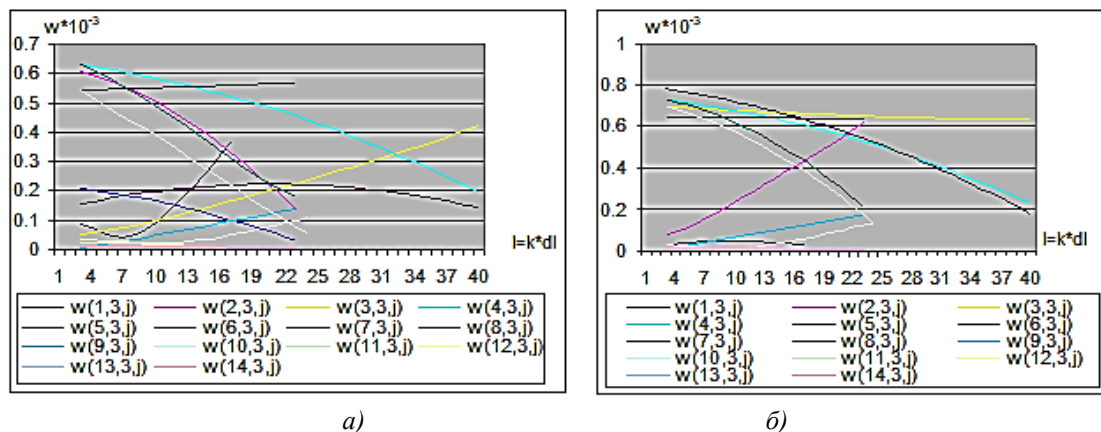 w*10⁻³
0.7
0.6
0.5
0.4
0.3
0.2
0.1
0
l=k*dl
1 4 7 10 13 16 19 22 25 28 31 34 37 40
w(1,3,j) w(2,3,j) w(3,3,j) w(4,3,j)
w(5,3,j) w(6,3,j) w(7,3,j) w(8,3,j)
w(9,3,j) w(10,3,j) w(11,3,j) w(12,3,j)
w(13,3,j) w(14,3,j)
а)
w*10⁻³
1
0.8
0.6
0.4
0.2
0
l=k*dl
1 4 7 10 13 16 19 22 25 28 31 34 37 40
w(1,3,j) w(2,3,j) w(3,3,j)
w(4,3,j) w(5,3,j) w(6,3,j)
w(7,3,j) w(8,3,j) w(9,3,j)
w(10,3,j) w(11,3,j) w(12,3,j)
w(13,3,j) w(14,3,j)
б)